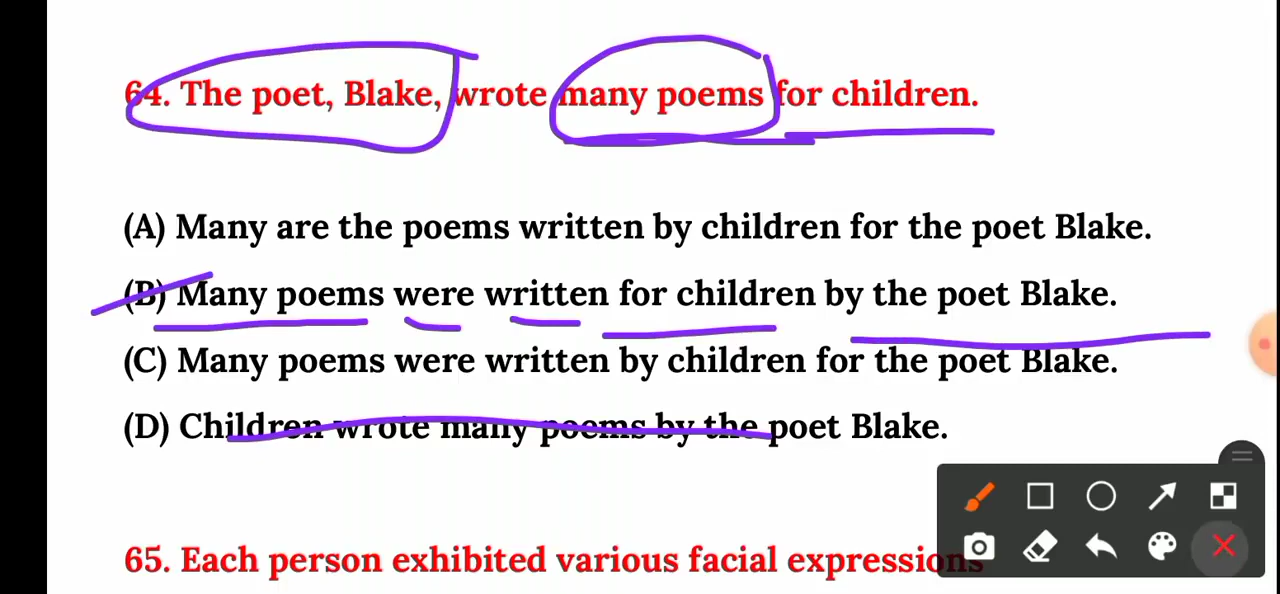 64. The poet, Blake, wrote many poems for children.
(A) Many are the poems written by children for the poet Blake.
(B) Many poems were written for children by the poet Blake.
(C) Many poems were written by children for the poet Blake.
(D) Children wrote many poems by the poet Blake.
65. Each person exhibited various facial expressions